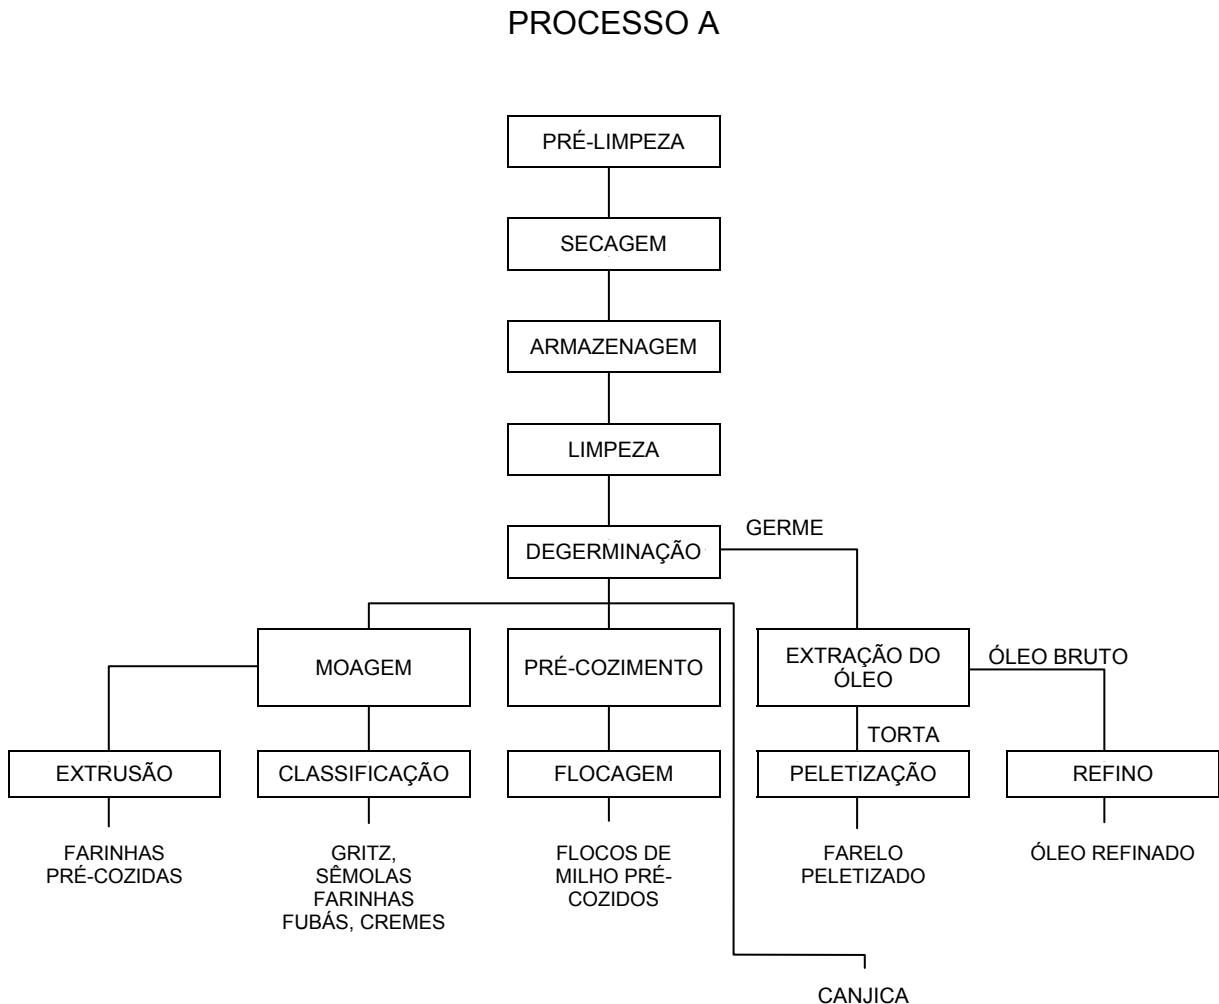 PROCESSO A
PRÉ-LIMPEZA
SECAGEM
ARMAZENAGEM
LIMPEZA
GERME
DEGERMINAÇÃO
MOAGEM
PRÉ-COZIMENTO
EXTRAÇÃO DO
ÓLEO
ÓLEO BRUTO
TORTA
EXTRUSÃO
CLASSIFICAÇÃO
FLOCAGEM
PELETIZAÇÃO
REFINO
FARINHAS
PRÉ-COZIDAS
GRITZ,
SÊMOLAS
FARINHAS
FUBÁS, CREMES
FLOCOS DE
MILHO PRÉ-
COZIDOS
FARELO
PELETIZADO
ÓLEO REFINADO
CANJICA